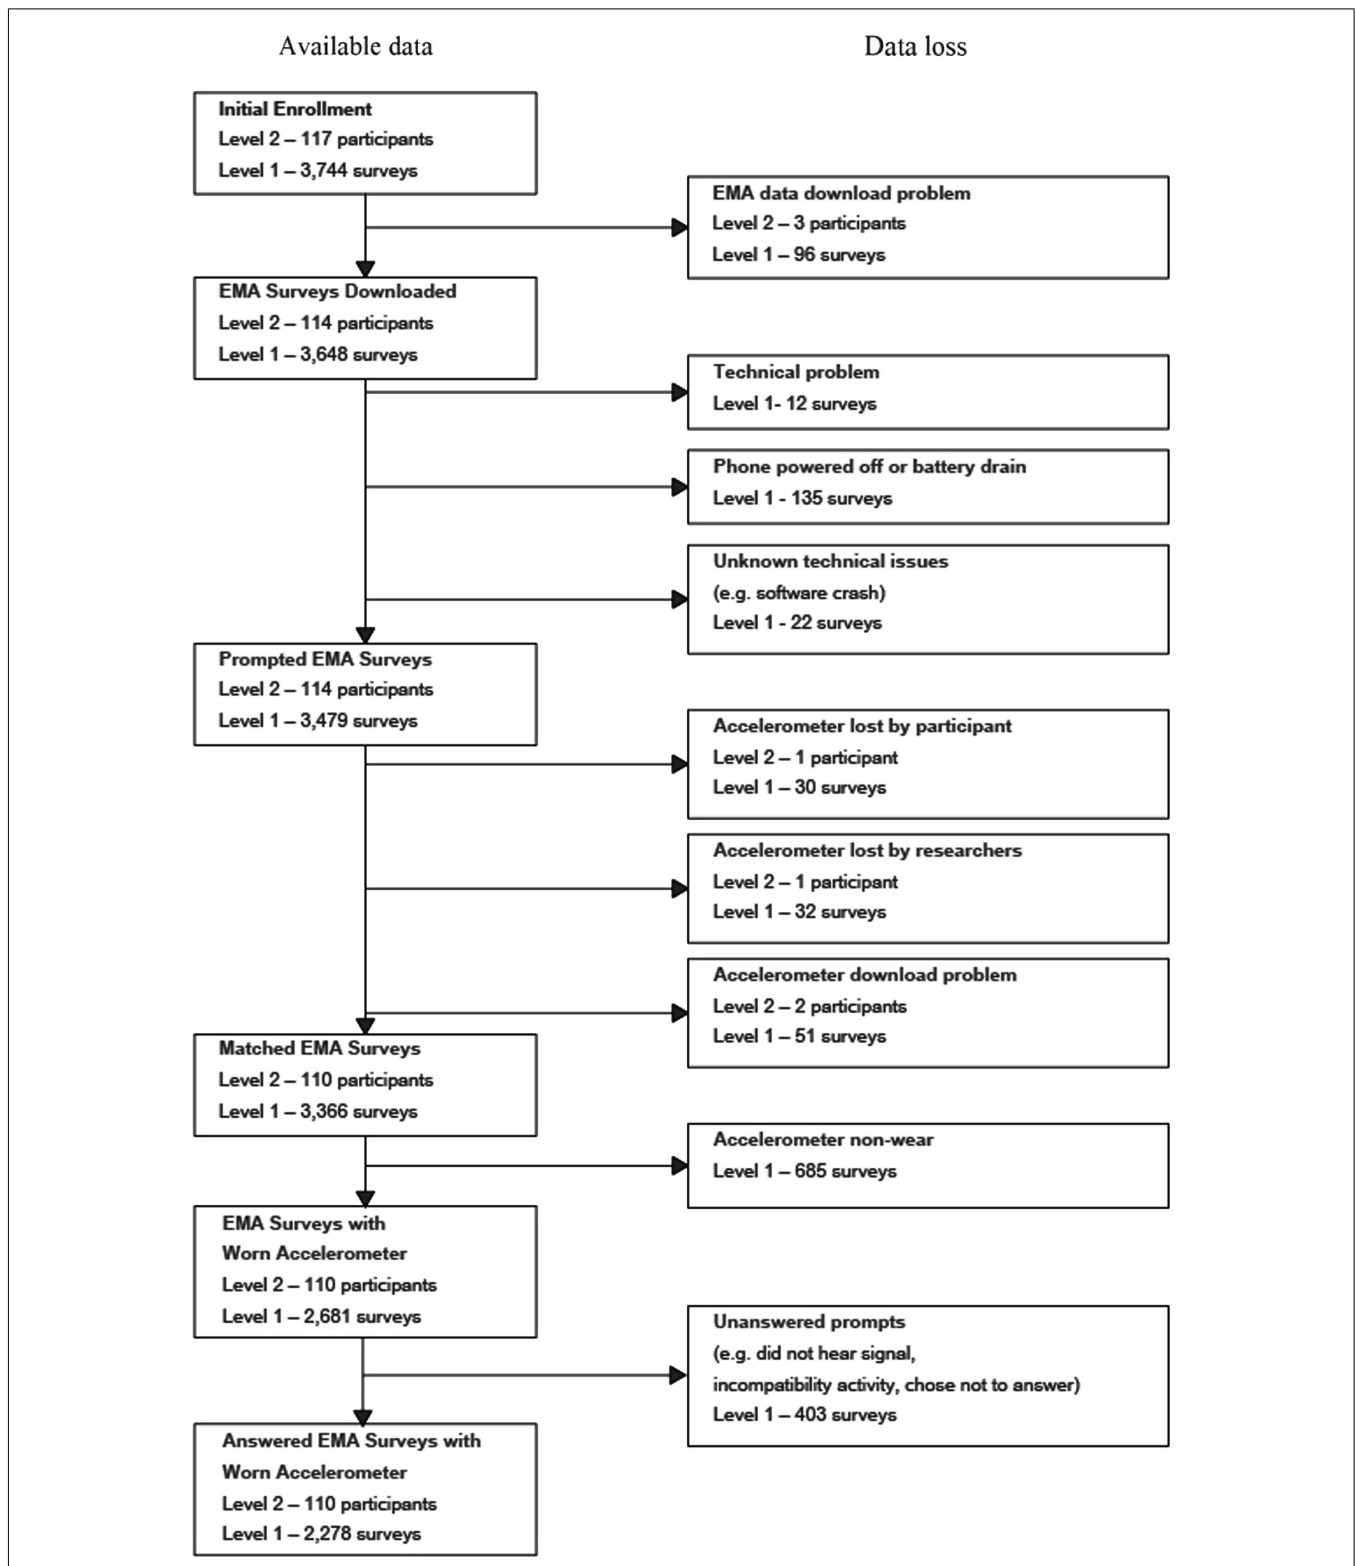 Available data
Data loss
Initial Enrollment
Level 2 – 117 participants
Level 1 – 3,744 surveys
EMA data download problem
Level 2 – 3 participants
Level 1 – 96 surveys
EMA Surveys Downloaded
Level 2 – 114 participants
Level 1 – 3,648 surveys
Technical problem
Level 1- 12 surveys
Phone powered off or battery drain
Level 1 - 135 surveys
Unknown technical issues
(e.g. software crash)
Level 1 - 22 surveys
Prompted EMA Surveys
Level 2 – 114 participants
Level 1 – 3,479 surveys
Accelerometer lost by participant
Level 2 – 1 participant
Level 1 – 30 surveys
Accelerometer lost by researchers
Level 2 – 1 participant
Level 1 – 32 surveys
Accelerometer download problem
Level 2 – 2 participants
Level 1 – 51 surveys
Matched EMA Surveys
Level 2 – 110 participants
Level 1 – 3,366 surveys
Accelerometer non-wear
Level 1 – 685 surveys
EMA Surveys with
Worn Accelerometer
Level 2 – 110 participants
Level 1 – 2,681 surveys
Unanswered prompts
(e.g. did not hear signal,
incompatibility activity, chose not to answer)
Level 1 – 403 surveys
Answered EMA Surveys with
Worn Accelerometer
Level 2 – 110 participants
Level 1 – 2,278 surveys